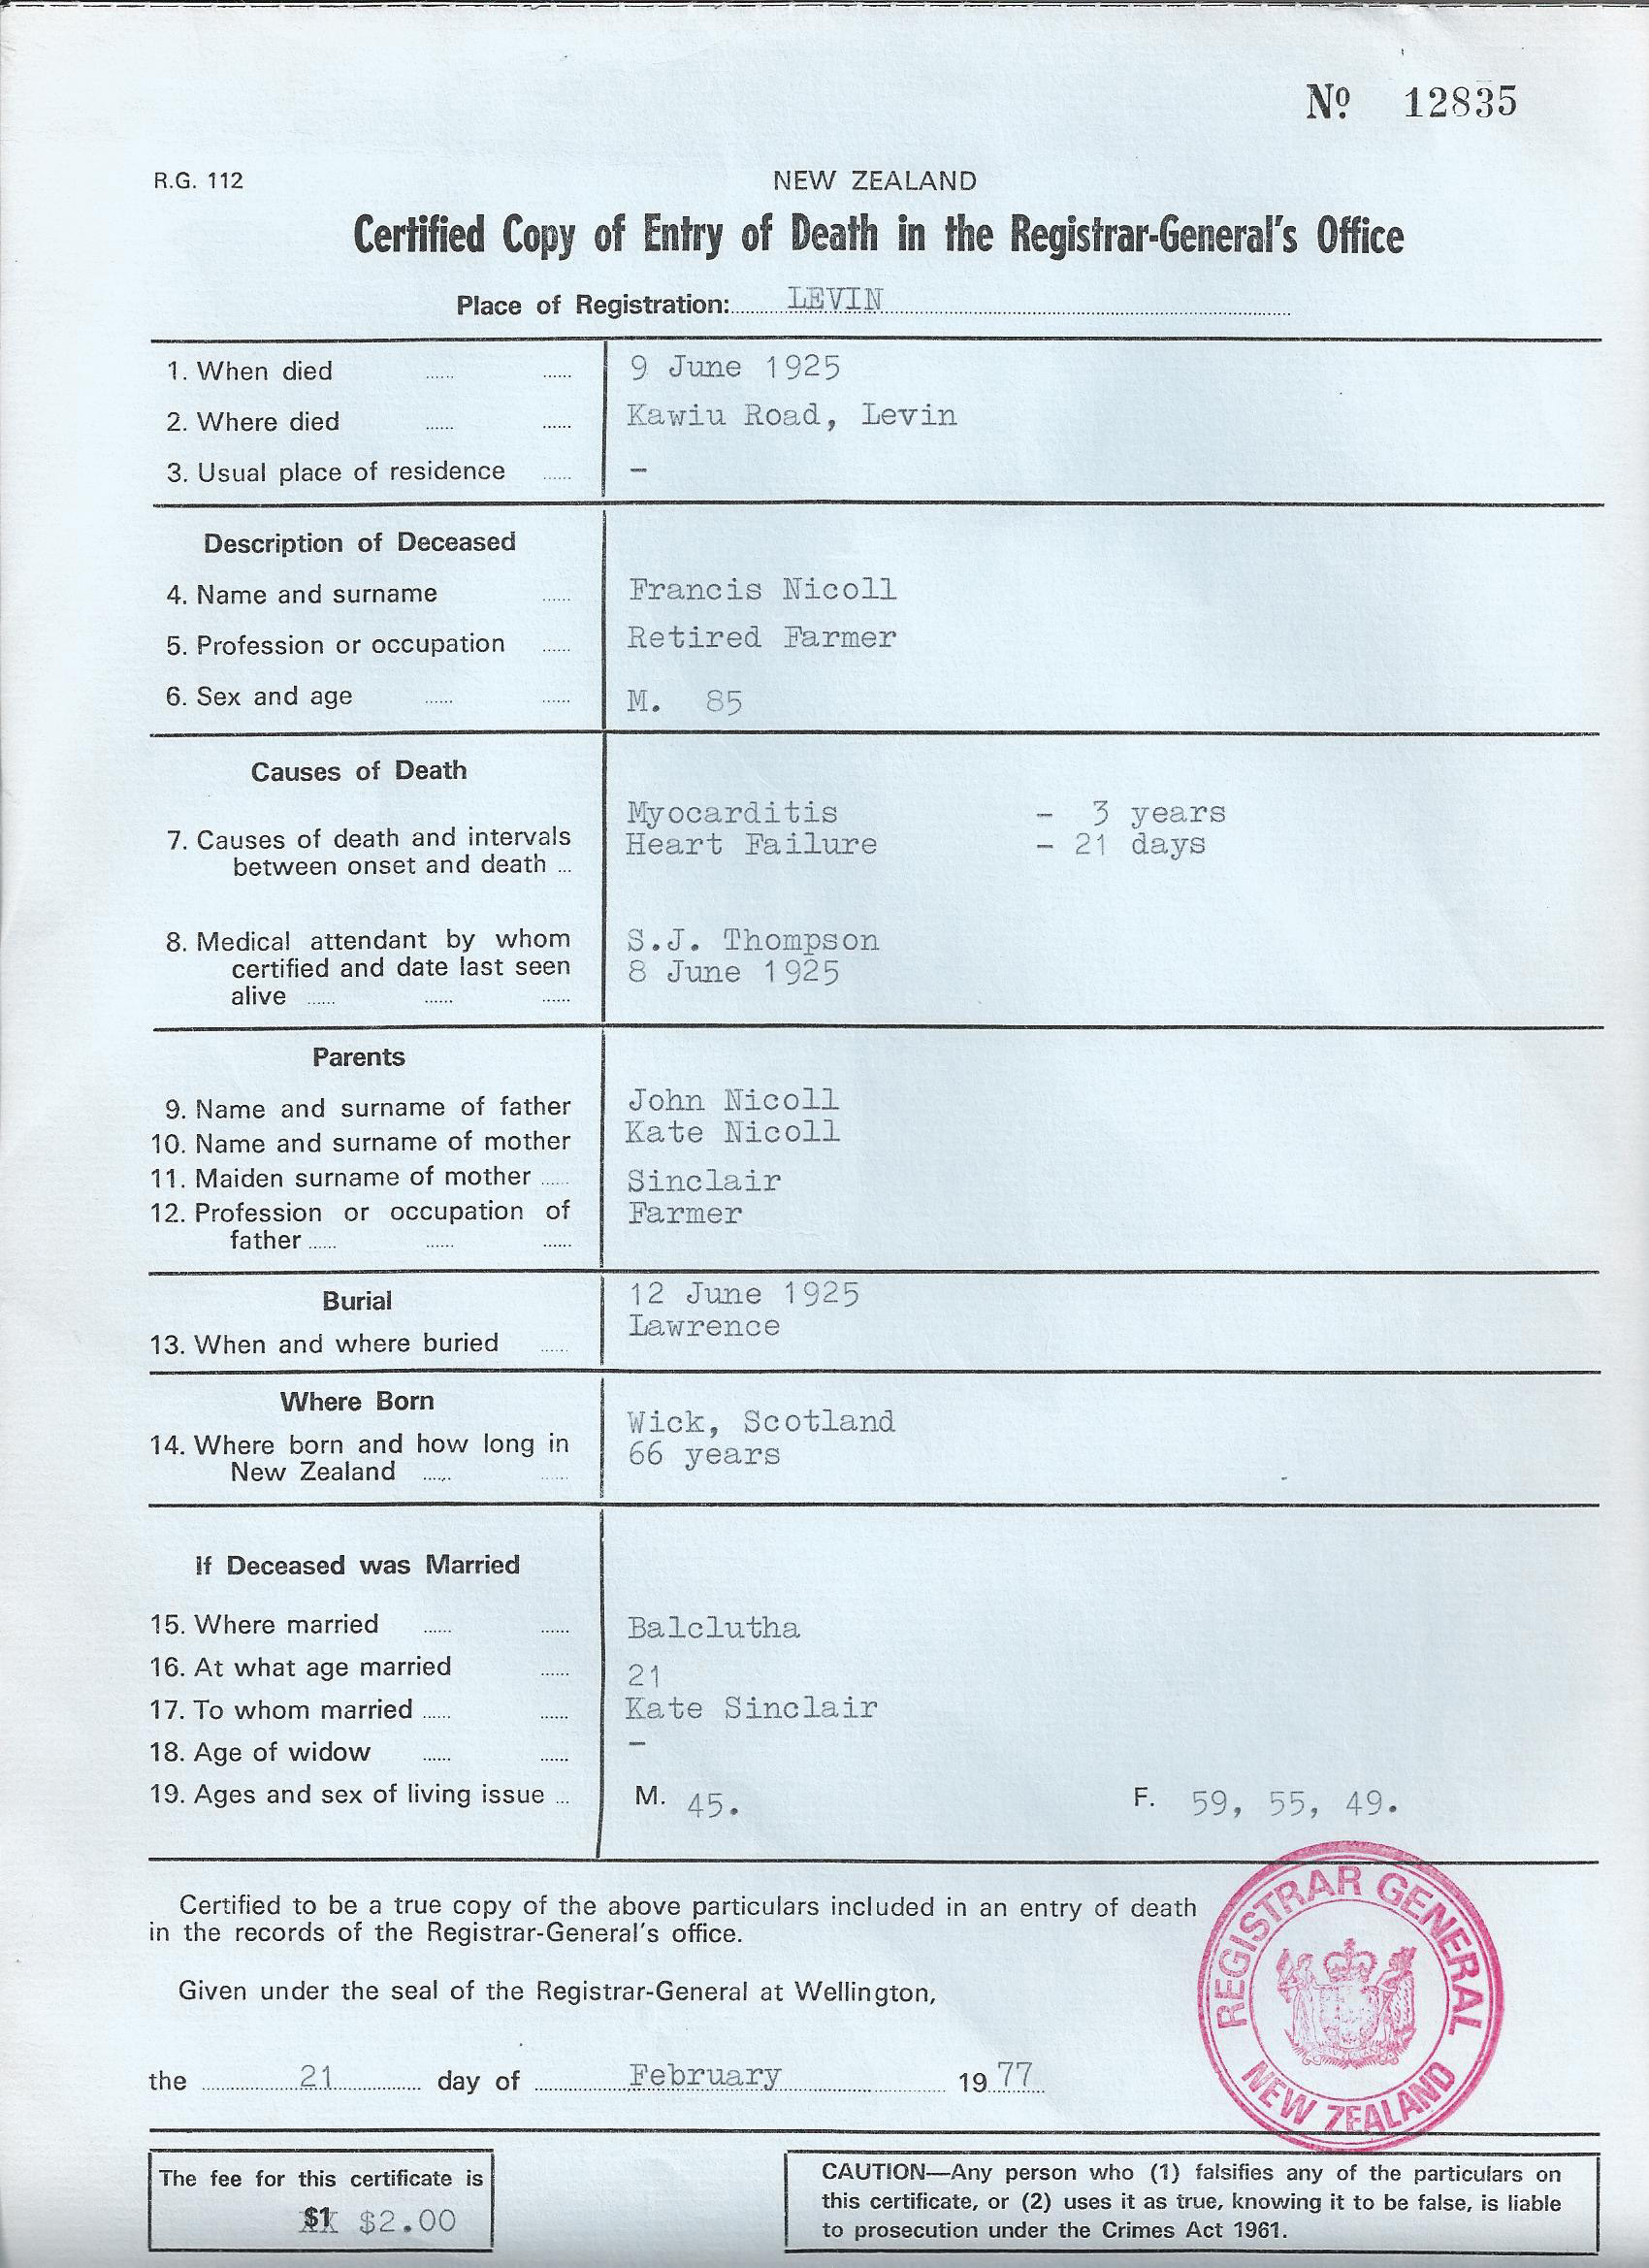 Nº 12835
R.G. 112
NEW ZEALAND
Certified Copy of Entry of Death in the Registrar-General's Office
Place of Registration: LEVIN
1. When died 9 June 1925
2. Where died Kawiu Road, Levin
3. Usual place of residence –
Description of Deceased
4. Name and surname Francis Nicoll
5. Profession or occupation Retired Farmer
6. Sex and age M. 85
Causes of Death
7. Causes of death and intervals
between onset and death ...
Myocarditis – 3 years
Heart Failure – 21 days
8. Medical attendant by whom
certified and date last seen
alive
S.J. Thompson
8 June 1925
Parents
9. Name and surname of father John Nicoll
10. Name and surname of mother Kate Nicoll
11. Maiden surname of mother Sinclair
12. Profession or occupation of
father
Farmer
Burial
13. When and where buried
12 June 1925
Lawrence
Where Born
14. Where born and how long in
New Zealand
Wick, Scotland
66 years
If Deceased was Married
15. Where married Balclutha
16. At what age married 21
17. To whom married Kate Sinclair
18. Age of widow –
19. Ages and sex of living issue ... M. 45. F. 59, 55, 49.
Certified to be a true copy of the above particulars included in an entry of death
in the records of the Registrar-General's office.
Given under the seal of the Registrar-General at Wellington,
the 21 day of February 1977
REGISTRAR GENERAL
NEW ZEALAND
The fee for this certificate is
$1 $2.00
CAUTION—Any person who (1) falsifies any of the particulars on
this certificate, or (2) uses it as true, knowing it to be false, is liable
to prosecution under the Crimes Act 1961.